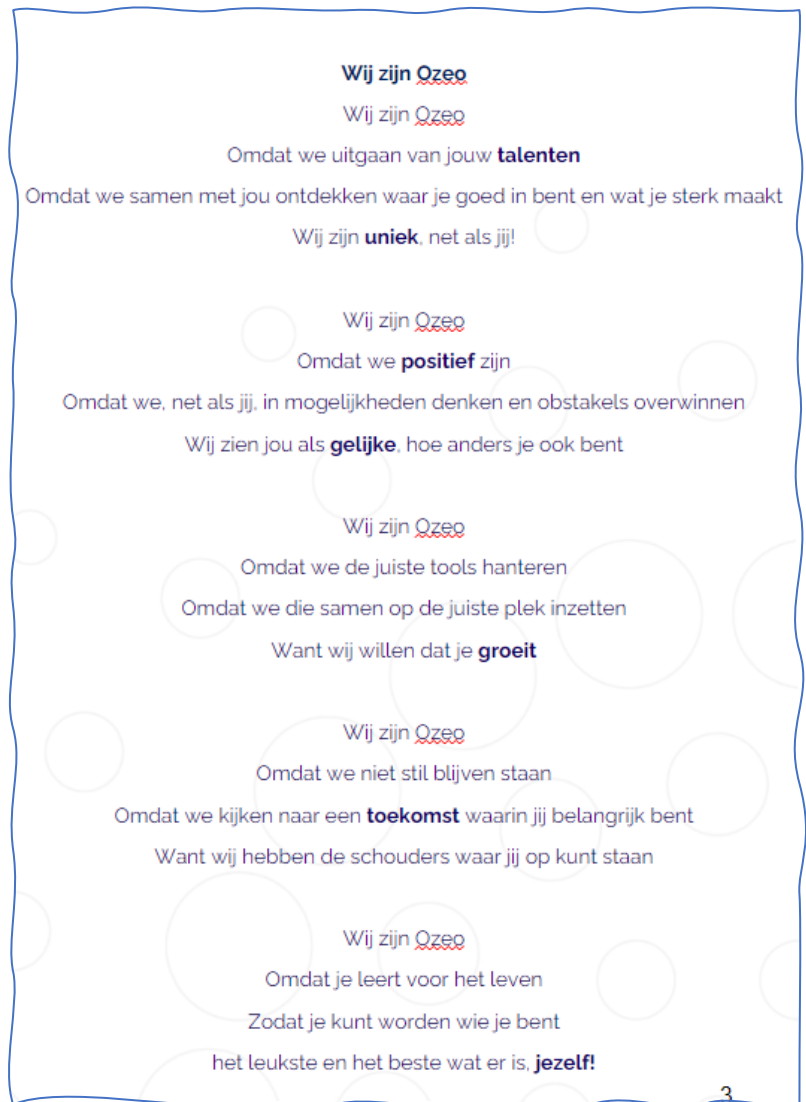 Wij zijn Ozeo
Wij zijn Ozeo
Omdat we uitgaan van jouw talenten
Omdat we samen met jou ontdekken waar je goed in bent en wat je sterk maakt
Wij zijn uniek, net als jij!
Wij zijn Ozeo
Omdat we positief zijn
Omdat we, net als jij, in mogelijkheden denken en obstakels overwinnen
Wij zien jou als gelijke, hoe anders je ook bent
Wij zijn Ozeo
Omdat we de juiste tools hanteren
Omdat we die samen op de juiste plek inzetten
Want wij willen dat je groeit
Wij zijn Ozeo
Omdat we niet stil blijven staan
Omdat we kijken naar een toekomst waarin jij belangrijk bent
Want wij hebben de schouders waar jij op kunt staan
Wij zijn Ozeo
Omdat je leert voor het leven
Zodat je kunt worden wie je bent
het leukste en het beste wat er is, jezelf!
3